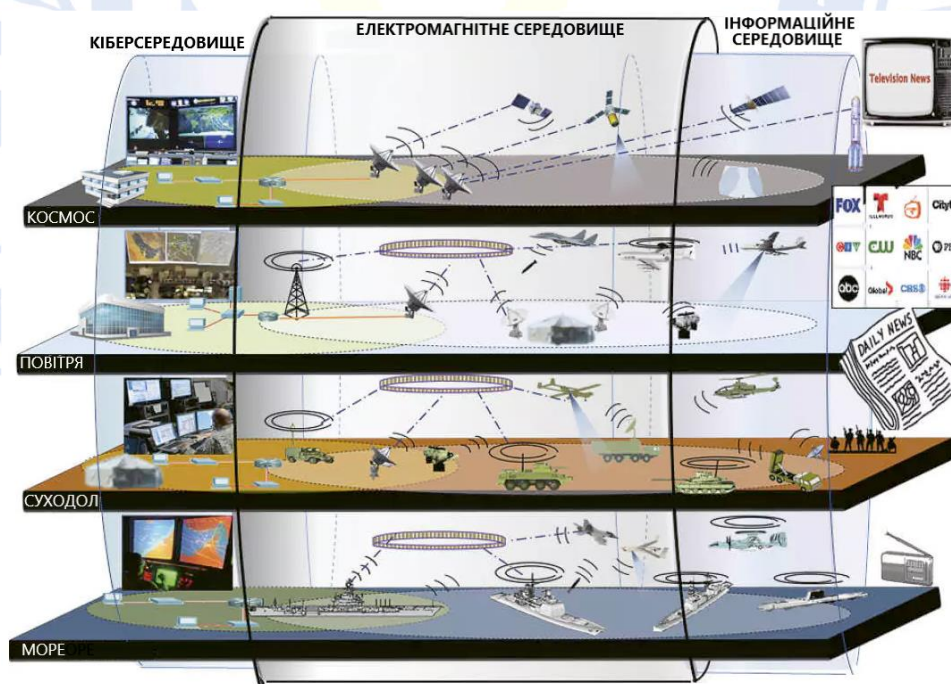 КІБЕРСЕРЕДОВИЩЕ
ЕЛЕКТРОМАГНІТНЕ СЕРЕДОВИЩЕ
ІНФОРМАЦІЙНЕ
СЕРЕДОВИЩЕ
Television News
КОСМОС
FOX
City
CW
NBC
abc
Global
CBS
ПОВІТРЯ
DAILY NEWS
СУХОДОЛ
МОРЕ